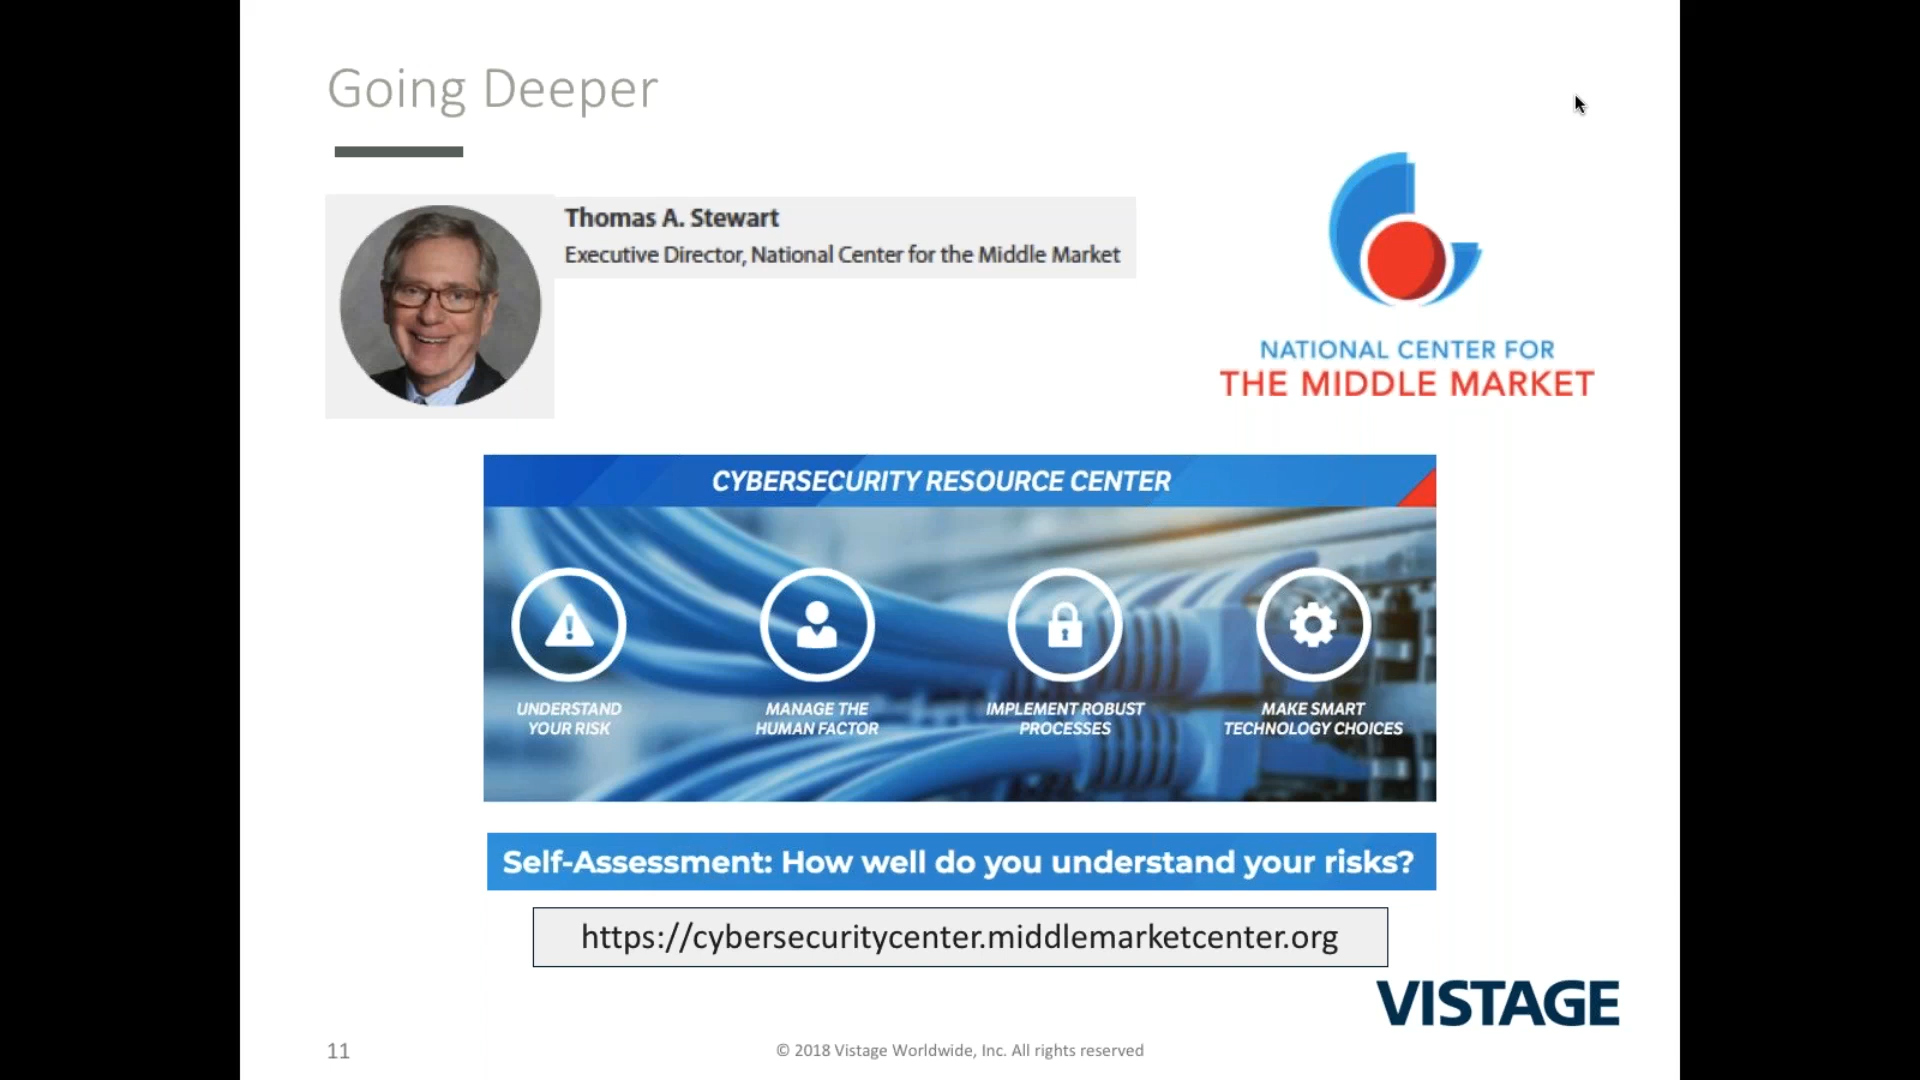 Going Deeper
Thomas A. Stewart
Executive Director, National Center for the Middle Market
NATIONAL CENTER FOR
THE MIDDLE MARKET
CYBERSECURITY RESOURCE CENTER
UNDERSTAND
YOUR RISK
MANAGE THE
HUMAN FACTOR
IMPLEMENT ROBUST
PROCESSES
MAKE SMART
TECHNOLOGY CHOICES
Self-Assessment: How well do you understand your risks?
https://cybersecuritycenter.middlemarketcenter.org
VISTAGE
11
© 2018 Vistage Worldwide, Inc. All rights reserved